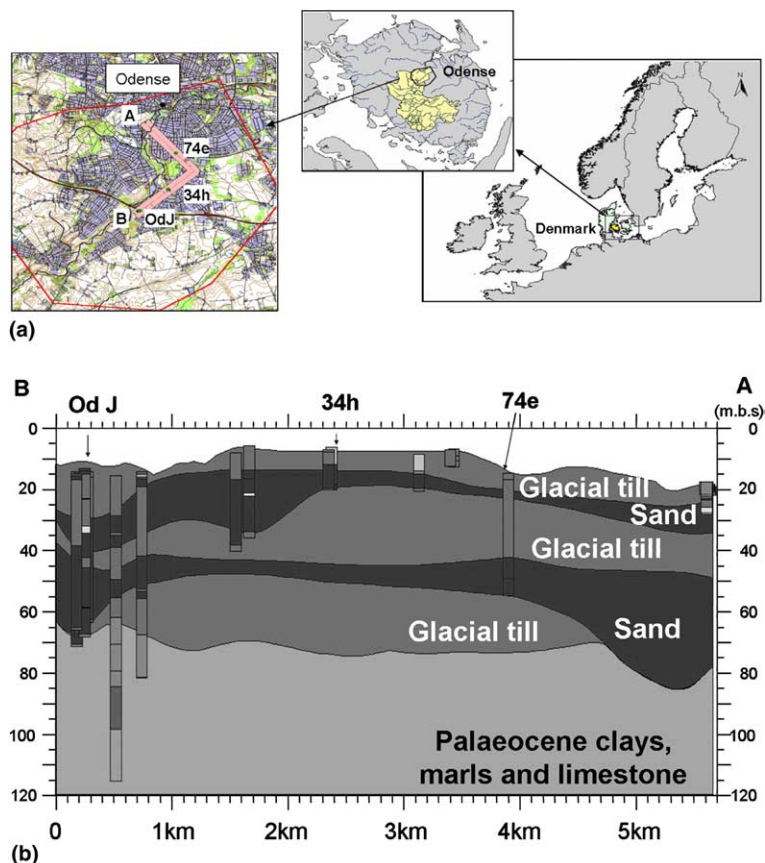 Odense
A
74e
34h
B OdJ
Odense
N
Denmark
(a)
B Od J 34h 74e A
(m.b.s)
0 0
20 20
40 40
60 60
80 80
100 100
120 120
Glacial till
Sand
Glacial till
Glacial till Sand
Palaeocene clays,
marls and limestone
0 1km 2km 3km 4km 5km
(b)